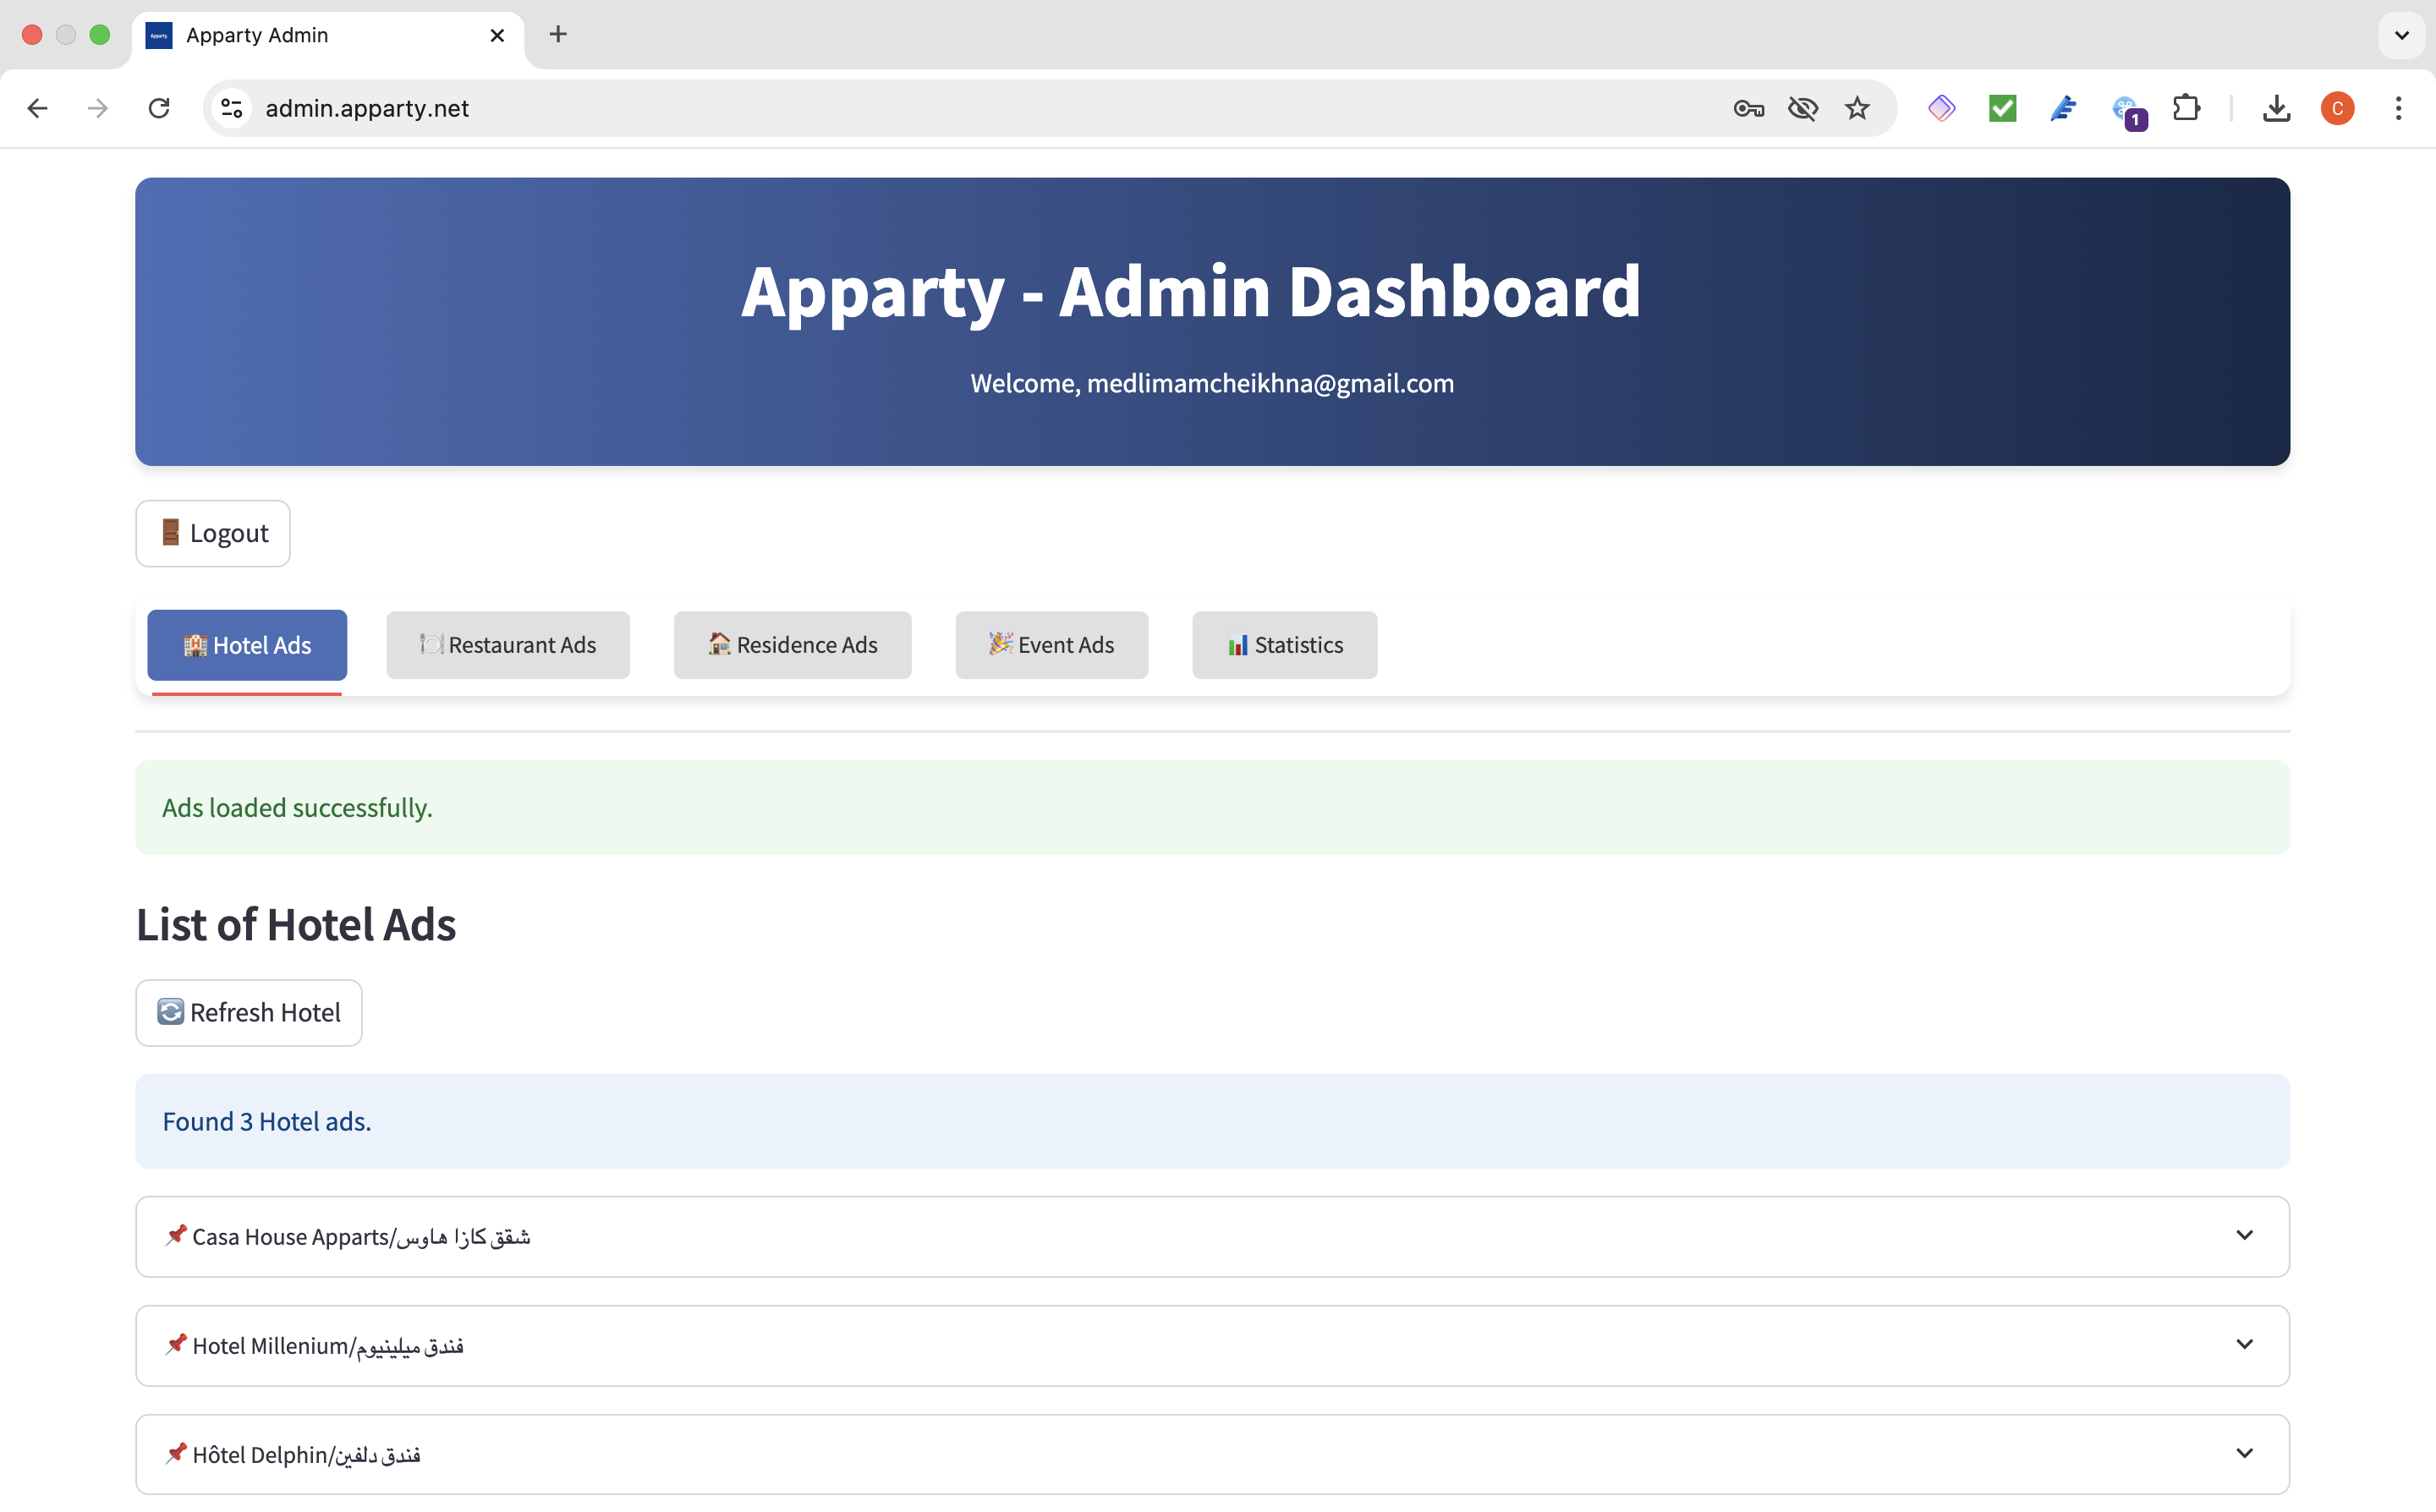 Apparty Admin
admin.apparty.net
1
C
Apparty - Admin Dashboard
Welcome, medlimamcheikhna@gmail.com
Logout
Hotel Ads
Restaurant Ads
Residence Ads
Event Ads
Statistics
Ads loaded successfully.
List of Hotel Ads
Refresh Hotel
Found 3 Hotel ads.
Casa House Apparts/شقق كازا هاوس
Hotel Millenium/فندق ميلينيوم
Hôtel Delphin/فندق دلفين